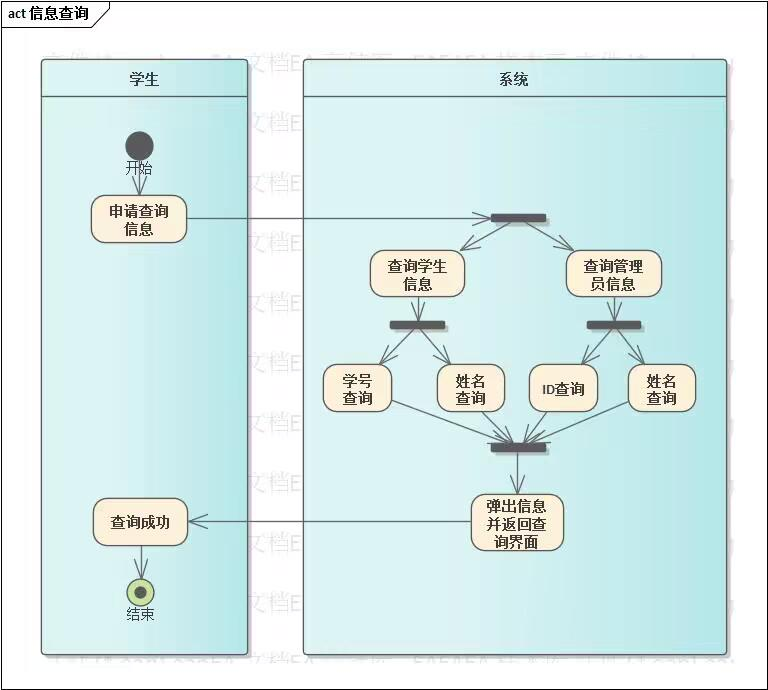 act 信息查询
学生
系统
开始
申请查询
信息
查询学生
信息
查询管理
员信息
学号
查询
姓名
查询
ID查询
姓名
查询
弹出信息
并返回查
询界面
查询成功
结束